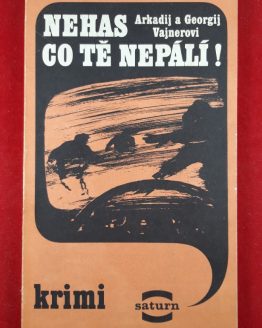 NEHAS
Arkadij a Georgij
Vajnerovi
CO TĚ NEPÁLÍ!
krimi
saturn